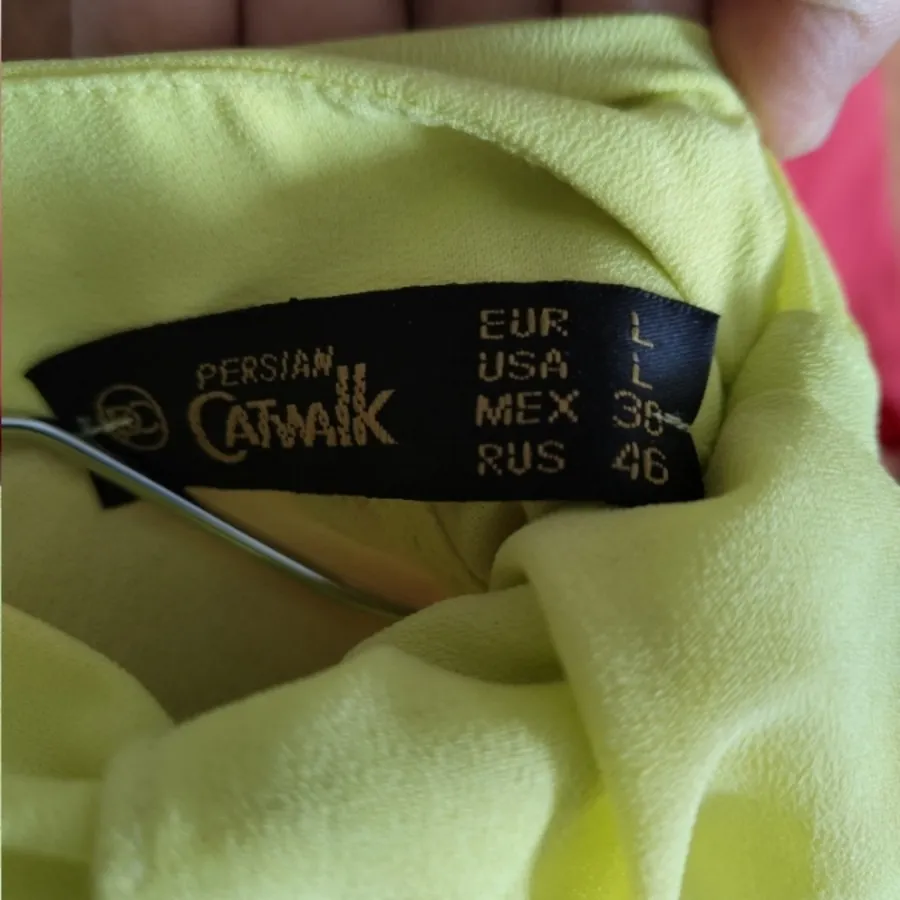 PERSIAN
CATWALK
EUR L
USA L
MEX 38
RUS 46